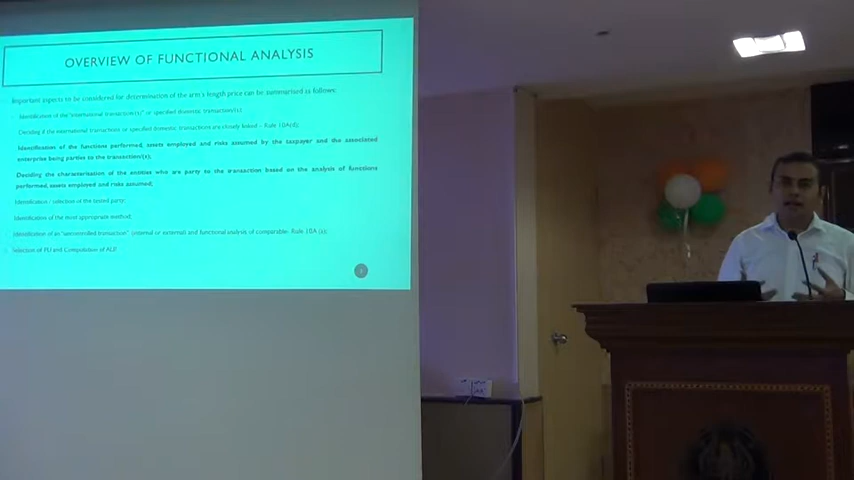 OVERVIEW OF FUNCTIONAL ANALYSIS
Important aspects to be considered for determination of the arm's length price can be summarised as follows:
Identification of the "international transaction(s)" or specified domestic transaction(s);
Deciding if the international transactions or specified domestic transactions are closely linked – Rule 10A(d);
Identification of the functions performed, assets employed and risks assumed by the taxpayer and the associated
enterprise being parties to the transaction(s);
Deciding the characterisation of the entities who are party to the transaction based on the analysis of functions
performed, assets employed and risks assumed;
Identification / selection of the tested party;
Identification of the most appropriate method;
Identification of an "uncontrolled transaction" (internal or external) and functional analysis of comparable- Rule 10A
Selection of PLI and Computation of ALP